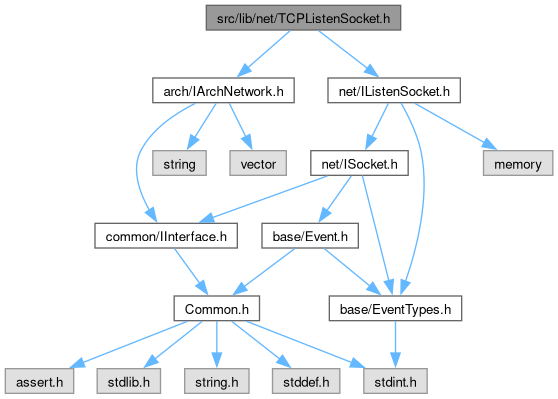 src/lib/net/TCPListenSocket.h
arch/IArchNetwork.h
net/IListenSocket.h
string
vector
net/ISocket.h
memory
common/IInterface.h
base/Event.h
Common.h
base/EventTypes.h
assert.h
stdlib.h
string.h
stddef.h
stdint.h